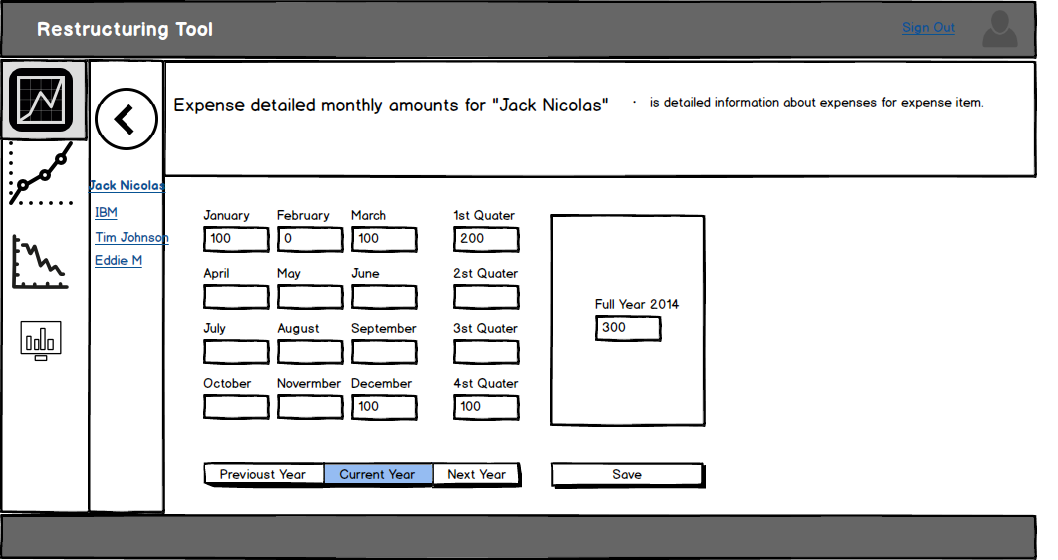 Restructuring Tool
Sign Out
Expense detailed monthly amounts for "Jack Nicolas"
· is detailed information about expenses for expense item.
Jack Nicolas
IBM
Tim Johnson
Eddie M
January February March 1st Quater
100 0 100 200
April May June 2st Quater
July August September 3st Quater
October Novermber December 4st Quater
100 100
Full Year 2014
300
Previoust Year Current Year Next Year
Save